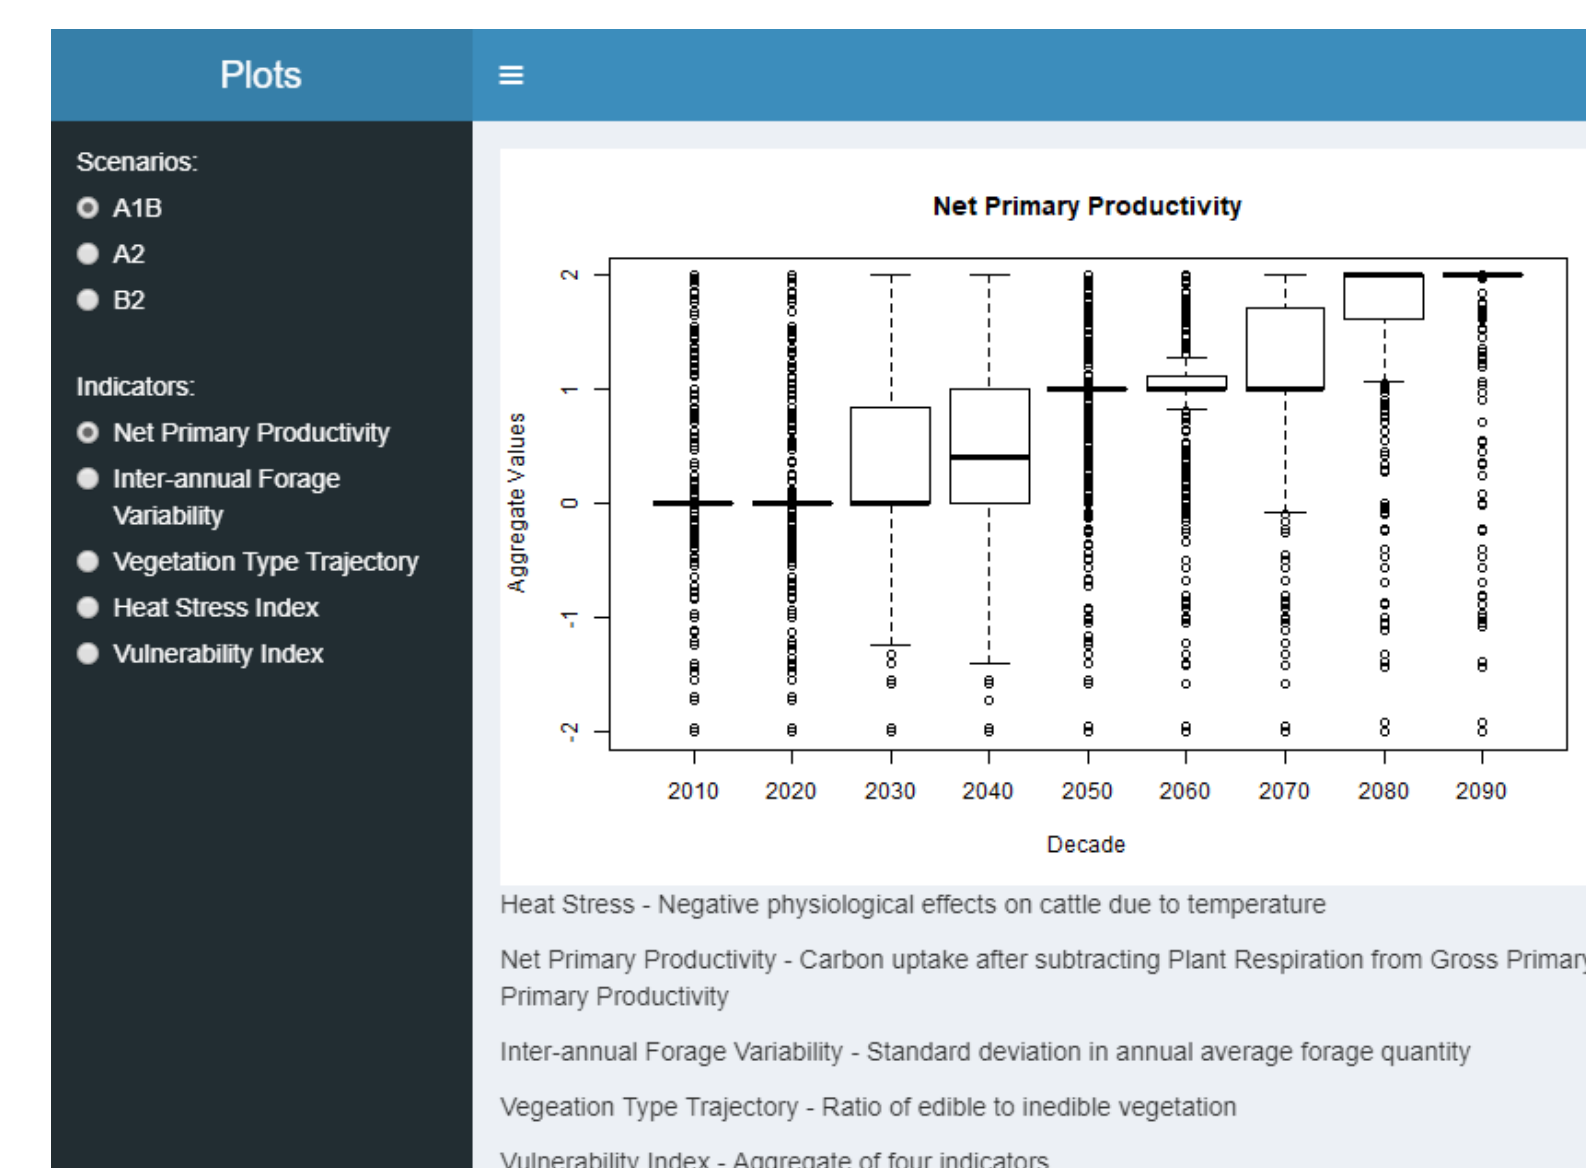 Plots
Scenarios:
A1B
A2
B2
Indicators:
Net Primary Productivity
Inter-annual Forage
Variability
Vegetation Type Trajectory
Heat Stress Index
Vulnerability Index
Net Primary Productivity
Aggregate Values
2
1
0
-1
-2
2010 2020 2030 2040 2050 2060 2070 2080 2090
Decade
Heat Stress - Negative physiological effects on cattle due to temperature
Net Primary Productivity - Carbon uptake after subtracting Plant Respiration from Gross Primary
Primary Productivity
Inter-annual Forage Variability - Standard deviation in annual average forage quantity
Vegeation Type Trajectory - Ratio of edible to inedible vegetation
Vulnerability Index - Aggregate of four indicators